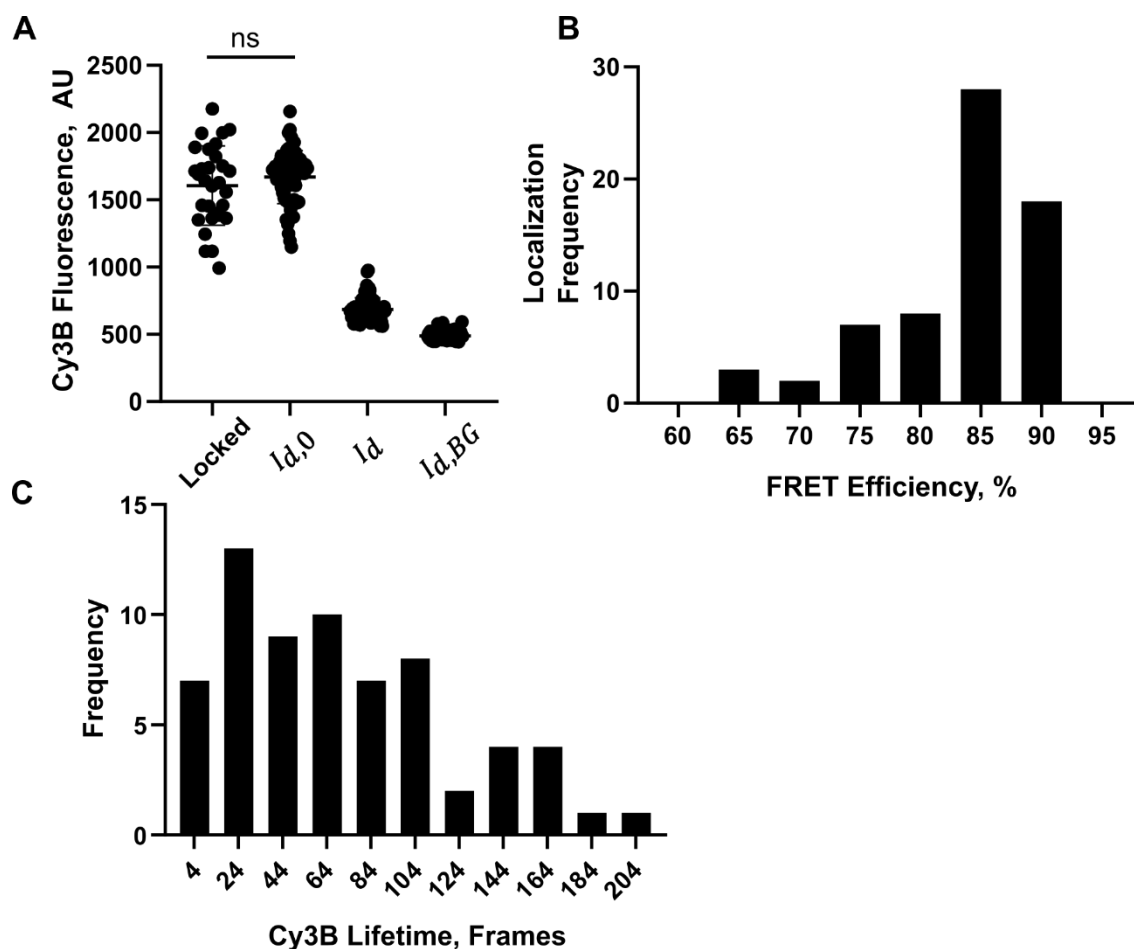 A
ns
Cy3B Fluorescence, AU
2500
2000
1500
1000
500
0
Locked
Id,0
Id
Id,BG
B
Localization
Frequency
30
20
10
0
60 65 70 75 80 85 90 95
FRET Efficiency, %
C
Frequency
15
10
5
0
4 24 44 64 84 104 124 144 164 184 204
Cy3B Lifetime, Frames